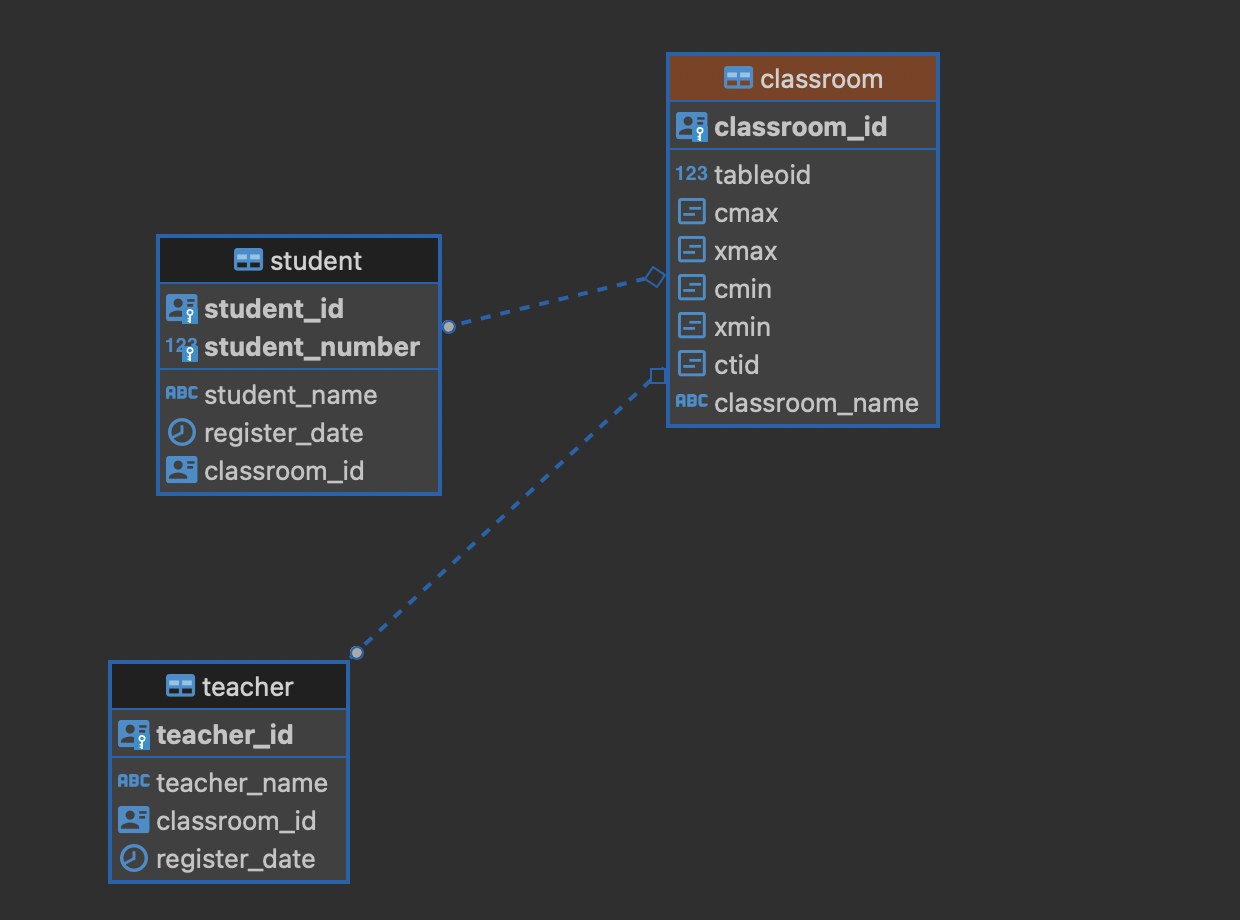 classroom
classroom_id
123 tableoid
cmax
xmax
cmin
xmin
ctid
ABC classroom_name
student
student_id
123 student_number
ABC student_name
register_date
classroom_id
teacher
teacher_id
ABC teacher_name
classroom_id
register_date